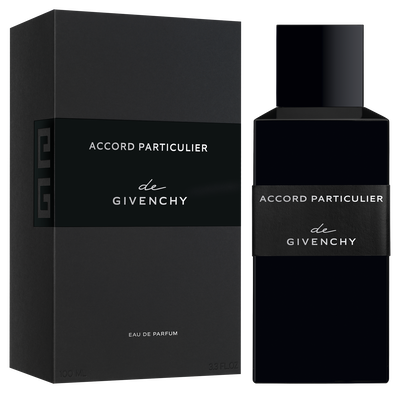 ACCORD PARTICULIER
de
GIVENCHY
EAU DE PARFUM
ACCORD PARTICULIER
de
GIVENCHY